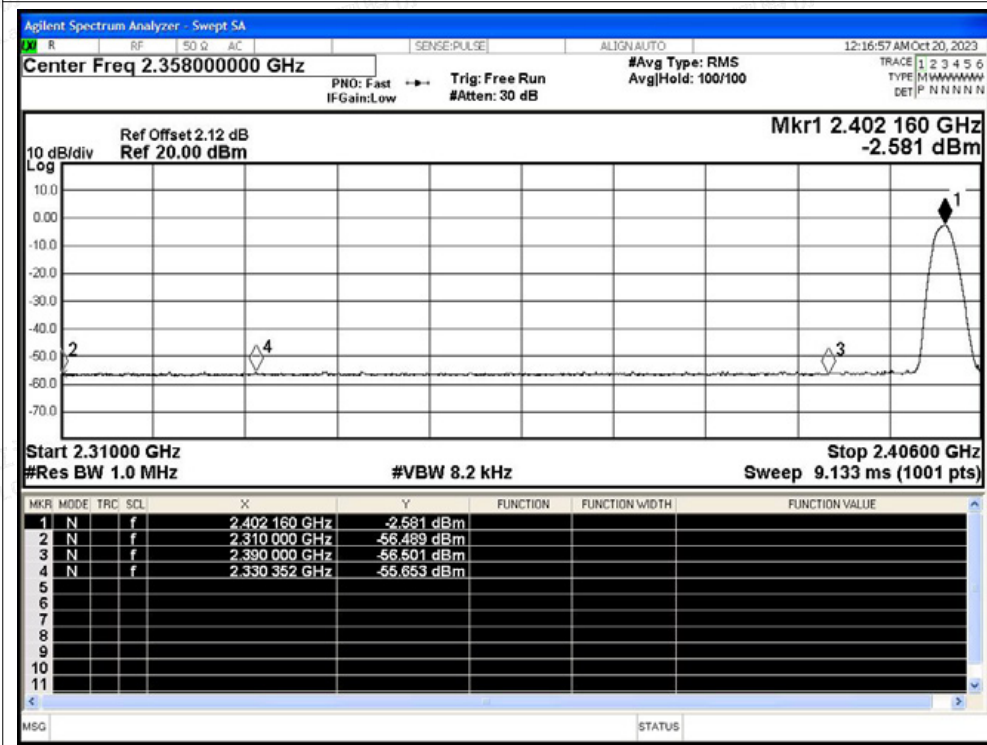 Agilent Spectrum Analyzer - Swept SA
LXI R RF 50 Ω AC SENSE:PULSE ALIGN AUTO 12:16:57 AM Oct 20, 2023
Center Freq 2.358000000 GHz
PNO: Fast
IFGain:Low
Trig: Free Run
#Atten: 30 dB
#Avg Type: RMS
Avg|Hold: 100/100
TRACE 1 2 3 4 5 6
TYPE M WWWWW
DET P N N N N N
Mkr1 2.402 160 GHz
-2.581 dBm
Ref Offset 2.12 dB
10 dB/div Ref 20.00 dBm
Log
10.0
0.00
-10.0
-20.0
-30.0
-40.0
-50.0
-60.0
-70.0
1
2
4
3
Start 2.31000 GHz Stop 2.40600 GHz
#Res BW 1.0 MHz #VBW 8.2 kHz Sweep 9.133 ms (1001 pts)
MKR MODE TRC SCL X Y FUNCTION FUNCTION WIDTH FUNCTION VALUE
1 N f 2.402 160 GHz -2.581 dBm
2 N f 2.310 000 GHz -56.489 dBm
3 N f 2.390 000 GHz -56.501 dBm
4 N f 2.330 352 GHz -55.653 dBm
5
6
7
8
9
10
11
MSG STATUS